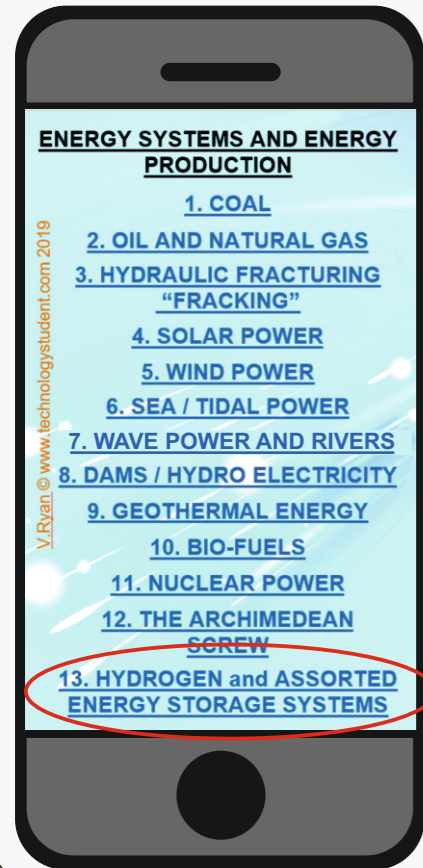 ENERGY SYSTEMS AND ENERGY
PRODUCTION
1. COAL
2. OIL AND NATURAL GAS
3. HYDRAULIC FRACTURING
“FRACKING”
4. SOLAR POWER
5. WIND POWER
6. SEA / TIDAL POWER
7. WAVE POWER AND RIVERS
8. DAMS / HYDRO ELECTRICITY
9. GEOTHERMAL ENERGY
10. BIO-FUELS
11. NUCLEAR POWER
12. THE ARCHIMEDEAN
SCREW
13. HYDROGEN and ASSORTED
ENERGY STORAGE SYSTEMS
V.Ryan © www.technologystudent.com 2019